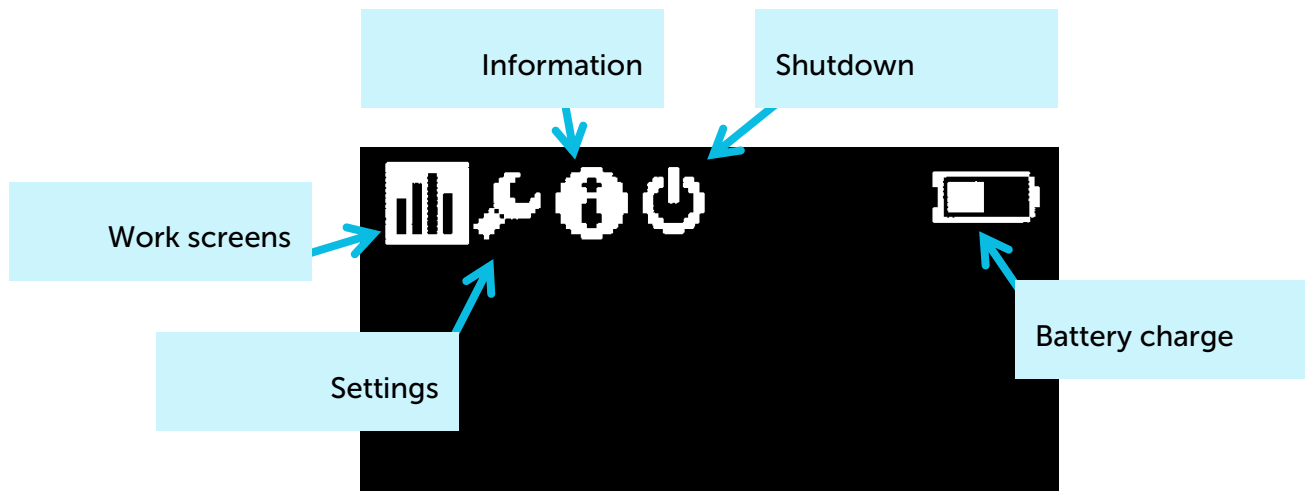 Information
Shutdown
Work screens
Settings
Battery charge